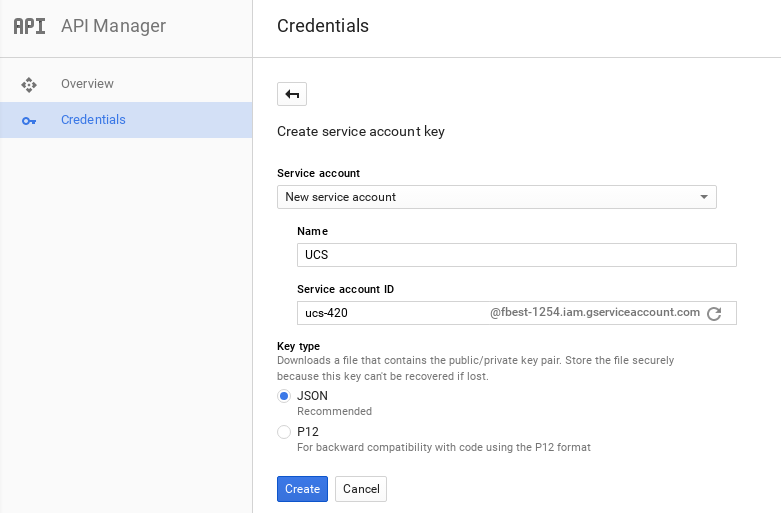 API API Manager
Overview
Credentials
Credentials
Create service account key
Service account
New service account
Name
UCS
Service account ID
ucs-420 @fbest-1254.iam.gserviceaccount.com
Key type
Downloads a file that contains the public/private key pair. Store the file securely
because this key can't be recovered if lost.
JSON
Recommended
P12
For backward compatibility with code using the P12 format
Create Cancel